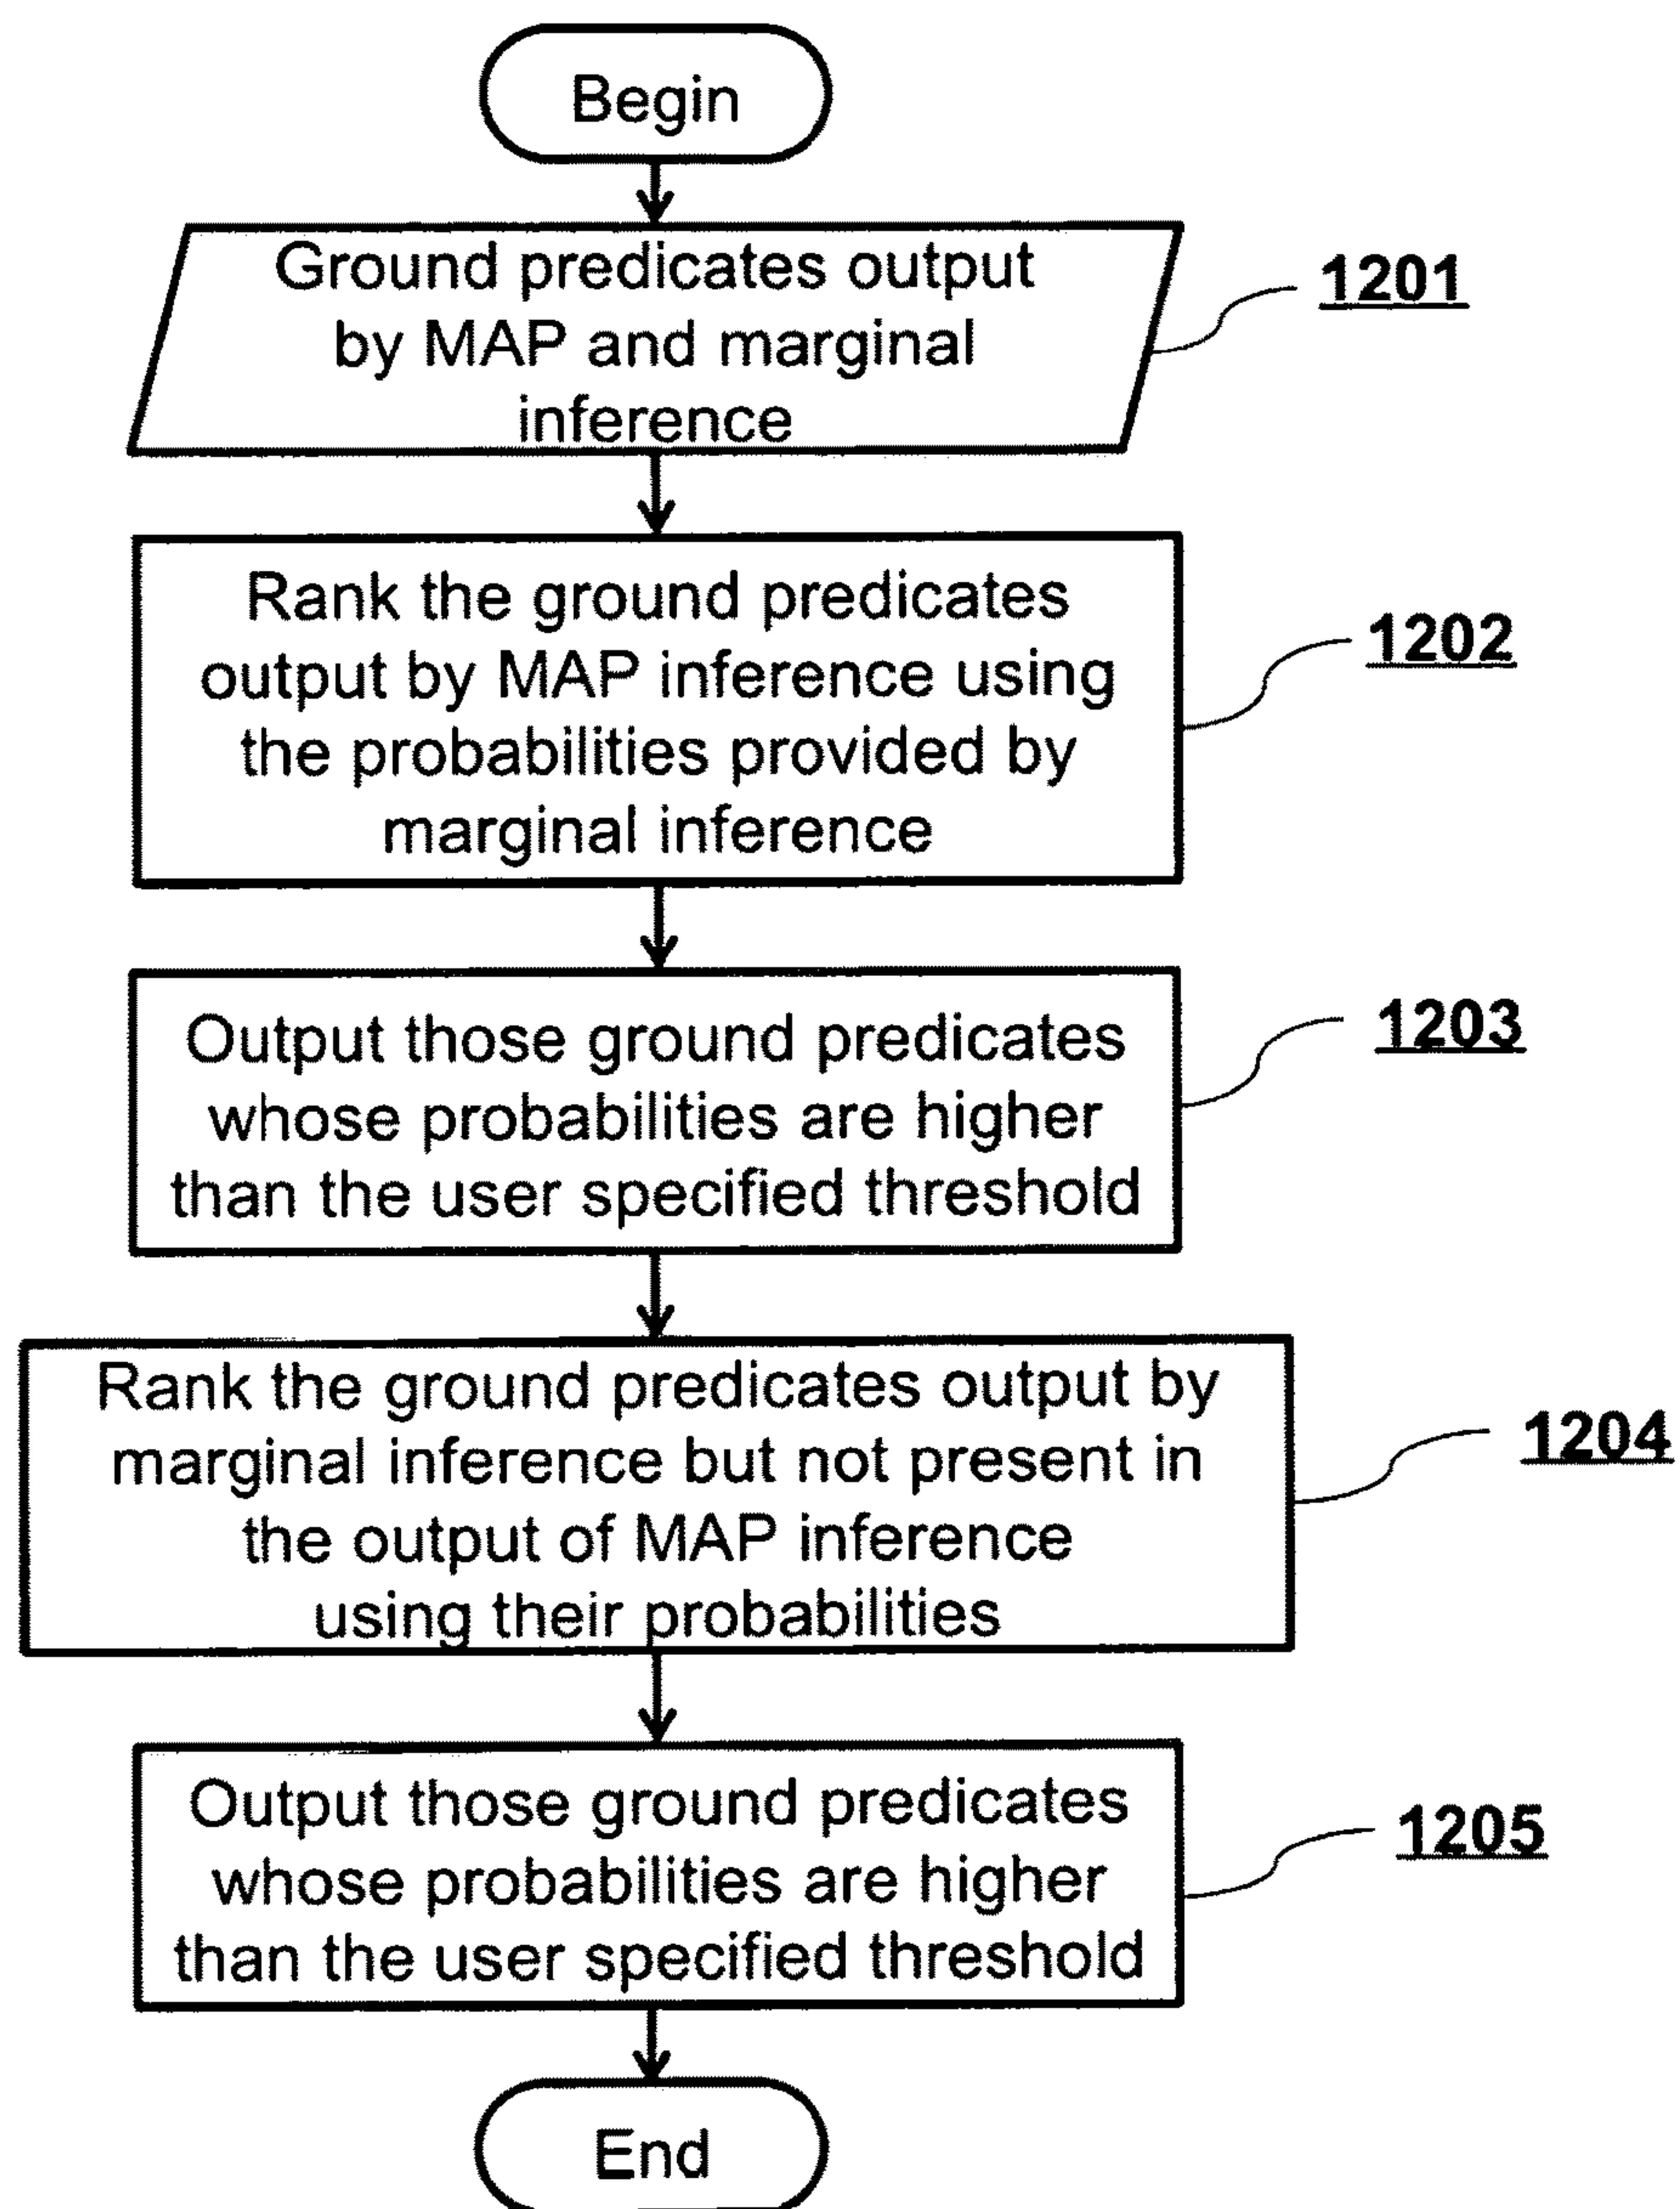 Begin
Ground predicates output
by MAP and marginal
inference
1201
Rank the ground predicates
output by MAP inference using
the probabilities provided by
marginal inference
1202
Output those ground predicates
whose probabilities are higher
than the user specified threshold
1203
Rank the ground predicates output by
marginal inference but not present in
the output of MAP inference
using their probabilities
1204
Output those ground predicates
whose probabilities are higher
than the user specified threshold
1205
End